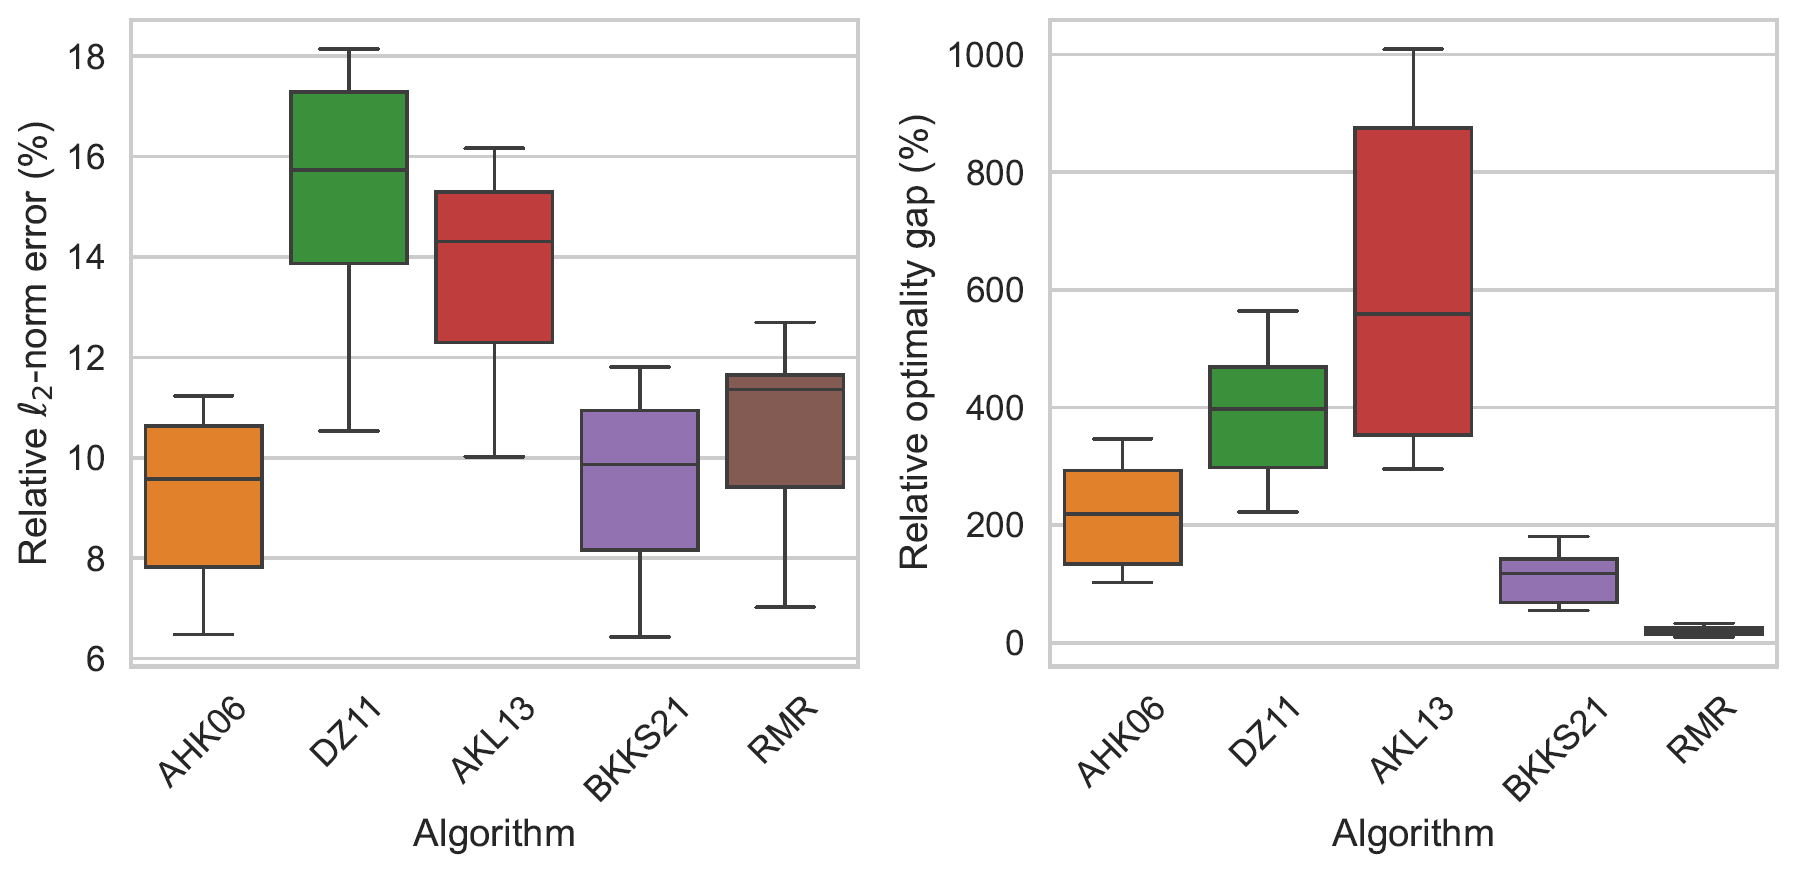 Relative ℓ₂-norm error (%)
18
16
14
12
10
8
6
AHK06
DZ11
AKL13
BKKS21
RMR
Algorithm
Relative optimality gap (%)
1000
800
600
400
200
0
AHK06
DZ11
AKL13
BKKS21
RMR
Algorithm